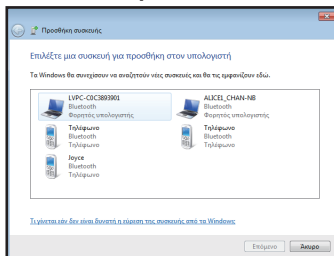 Προσθήκη συσκευής
Επιλέξτε μια συσκευή για προσθήκη στον υπολογιστή
Τα Windows θα συνεχίσουν να αναζητούν νέες συσκευές και θα τις εμφανίζουν εδώ.
LVPC-C0C3893901
Bluetooth
Φορητός υπολογιστής
ALICE1_CHAN-NB
Bluetooth
Φορητός υπολογιστής
Τηλέφωνο
Bluetooth
Τηλέφωνο
Τηλέφωνο
Bluetooth
Τηλέφωνο
Joyce
Bluetooth
Τηλέφωνο
Τι γίνεται εάν δεν είναι δυνατή η εύρεση της συσκευής από τα Windows;
Επόμενο
Άκυρο